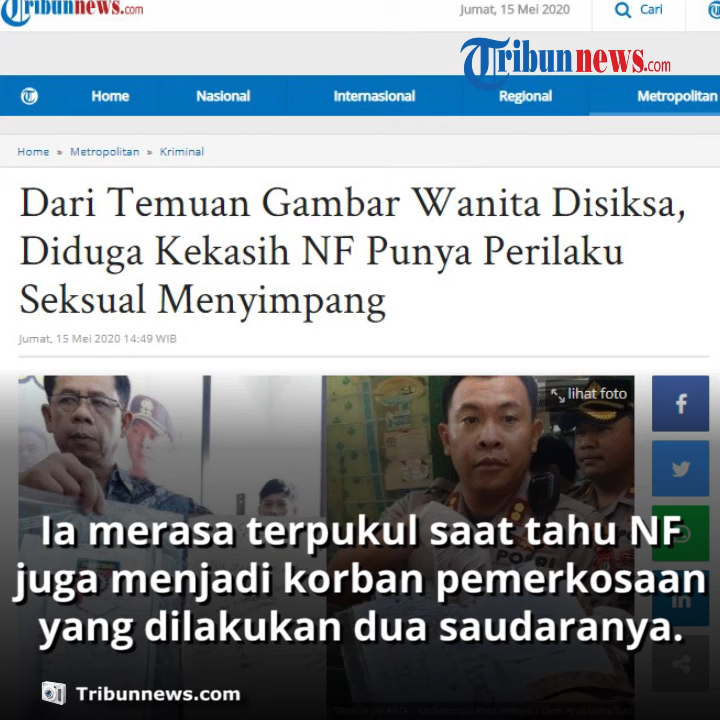 Tribunnews.com
Jumat, 15 Mei 2020
Cari
Tribunnews.com
Home Nasional Internasional Regional Metropolitan
Home » Metropolitan » Kriminal
Dari Temuan Gambar Wanita Disiksa,
Diduga Kekasih NF Punya Perilaku
Seksual Menyimpang
Jumat, 15 Mei 2020 14:49 WIB
lihat foto
Ia merasa terpukul saat tahu NF
juga menjadi korban pemerkosaan
yang dilakukan dua saudaranya.
Tribunnews.com